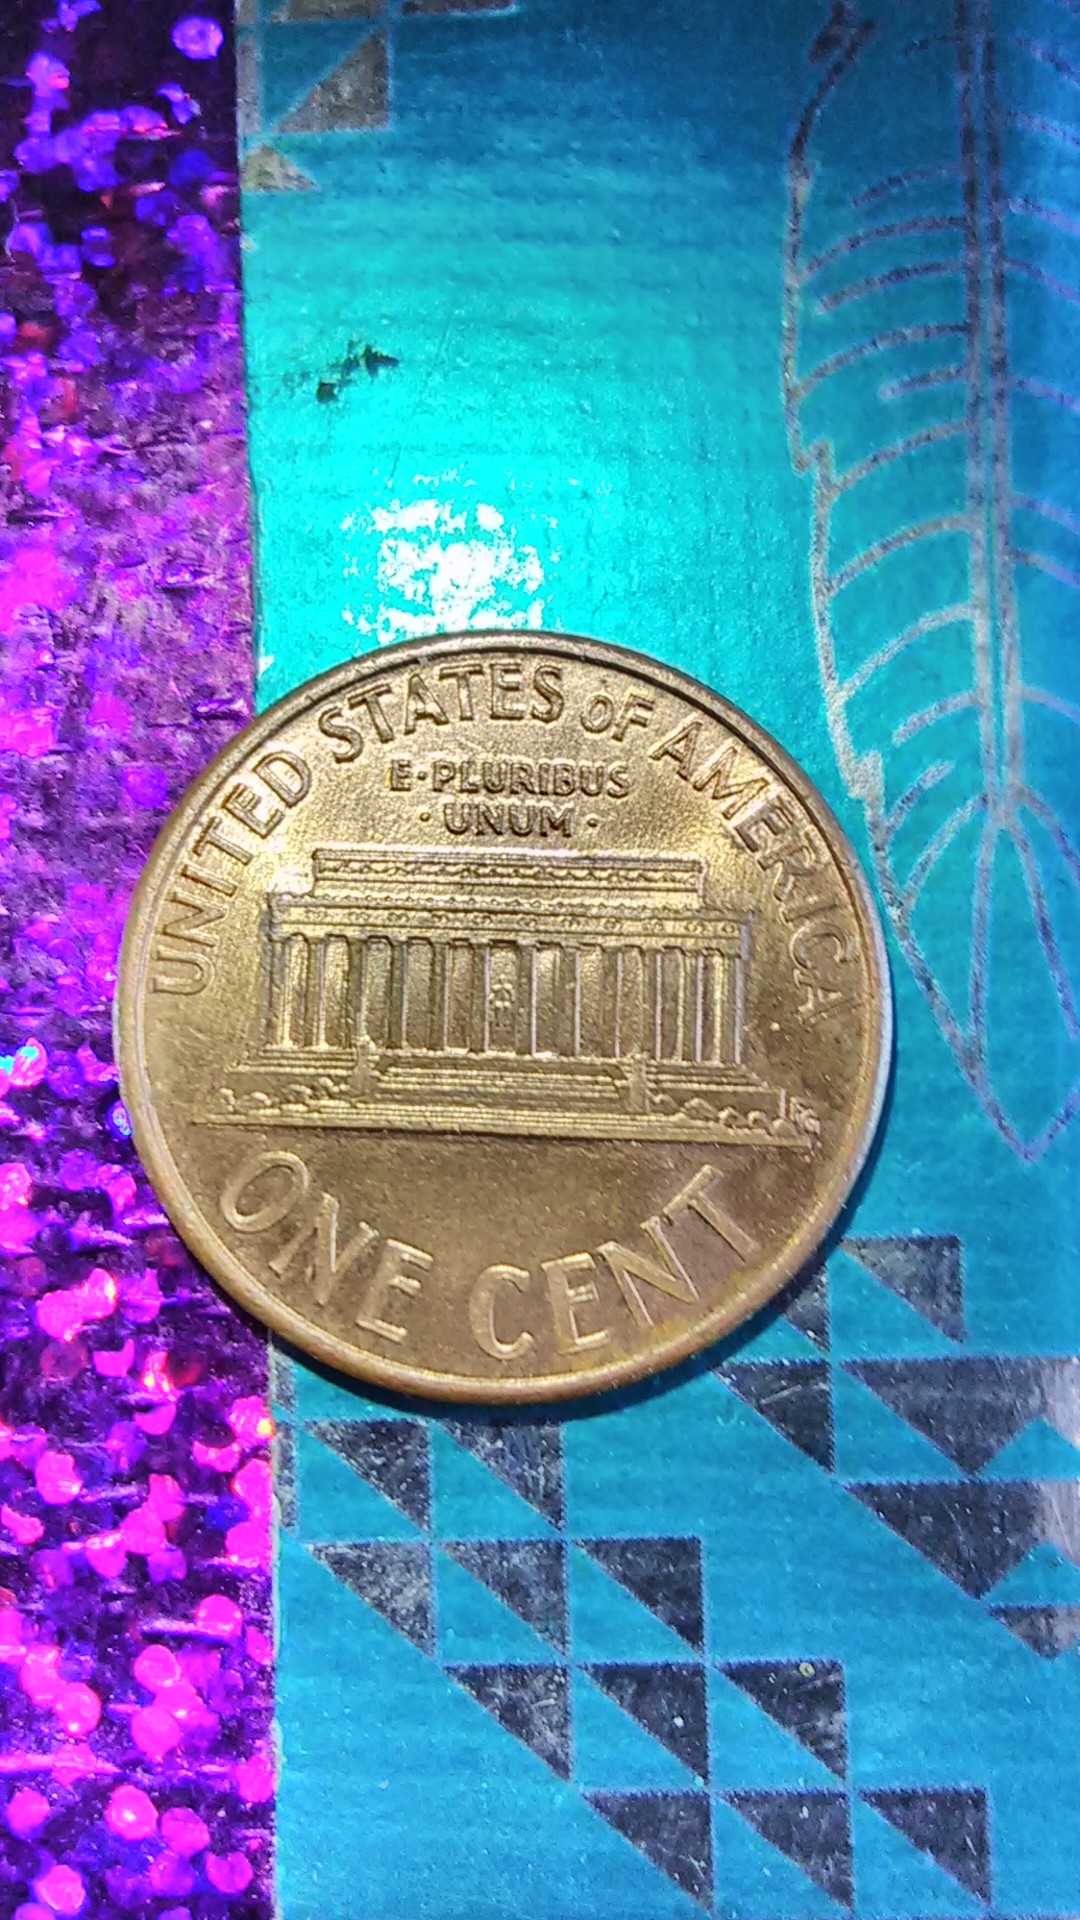 UNITED STATES OF AMERICA
E·PLURIBUS
·UNUM·
ONE CENT